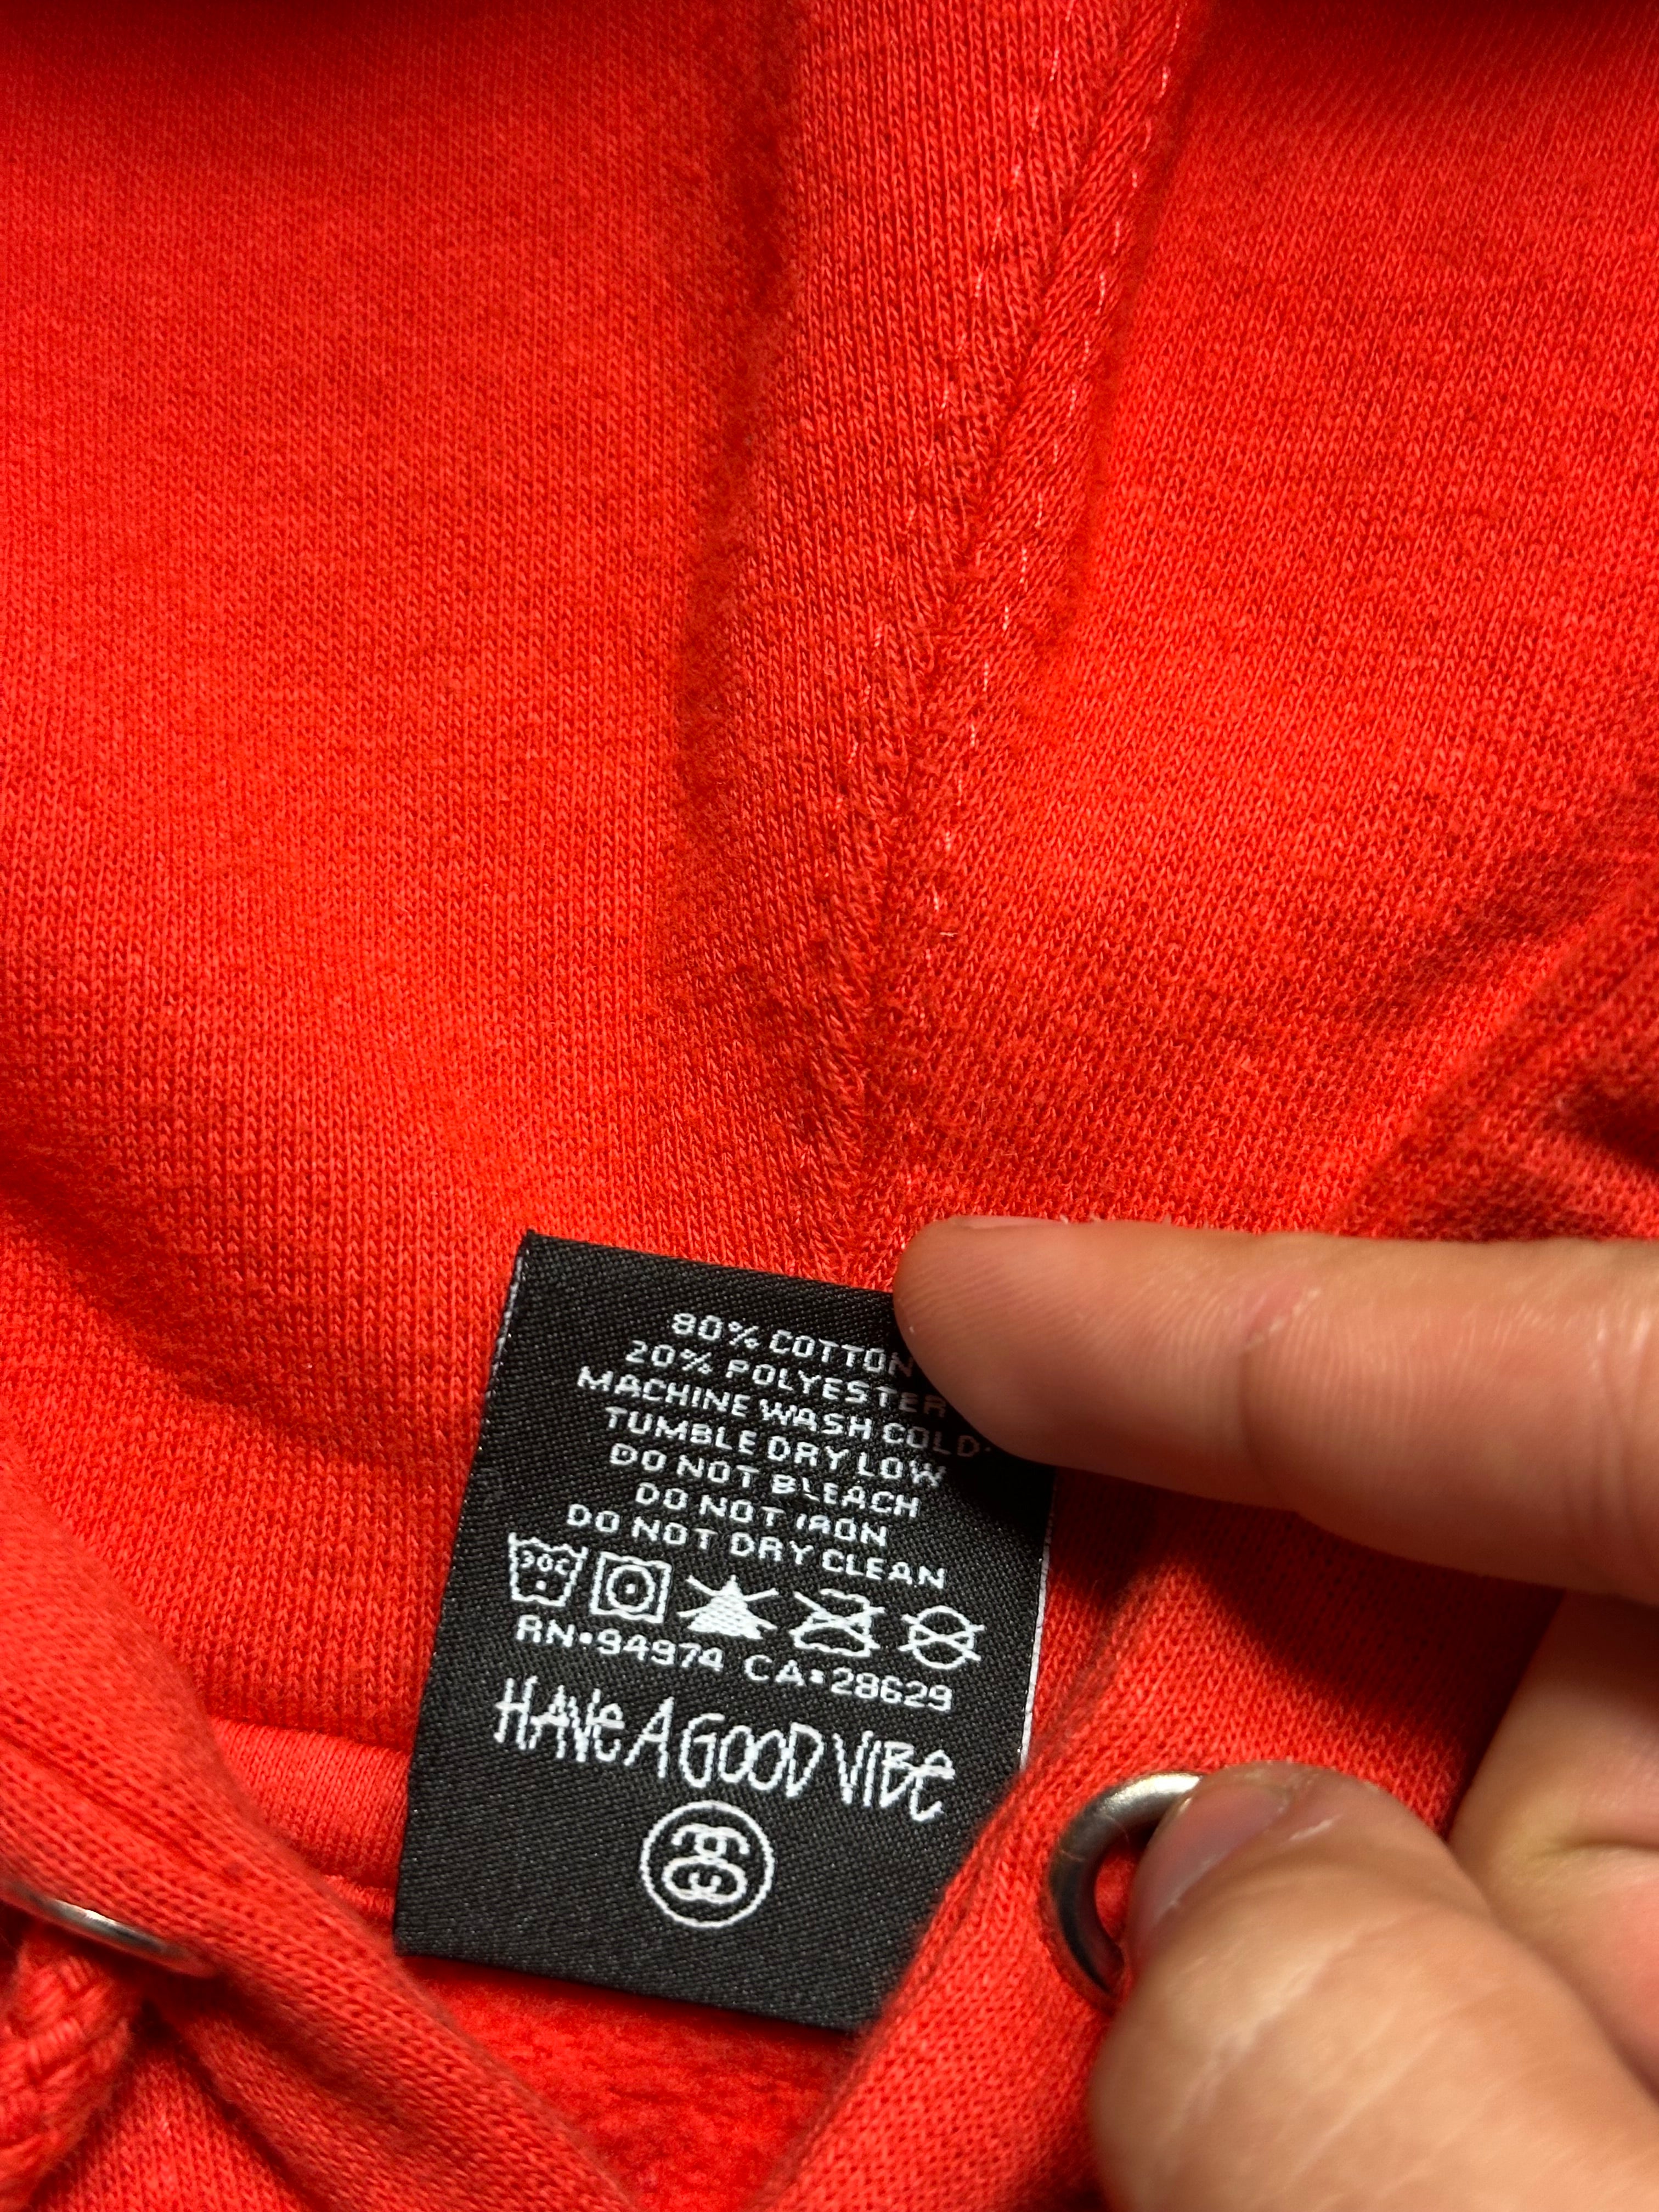 80% COTTON
20% POLYESTER
MACHINE WASH COLD
TUMBLE DRY LOW
DO NOT BLEACH
DO NOT IRON
DO NOT DRY CLEAN
30C
RN•94974 CA•28629
HAVE A GOOD VIBE